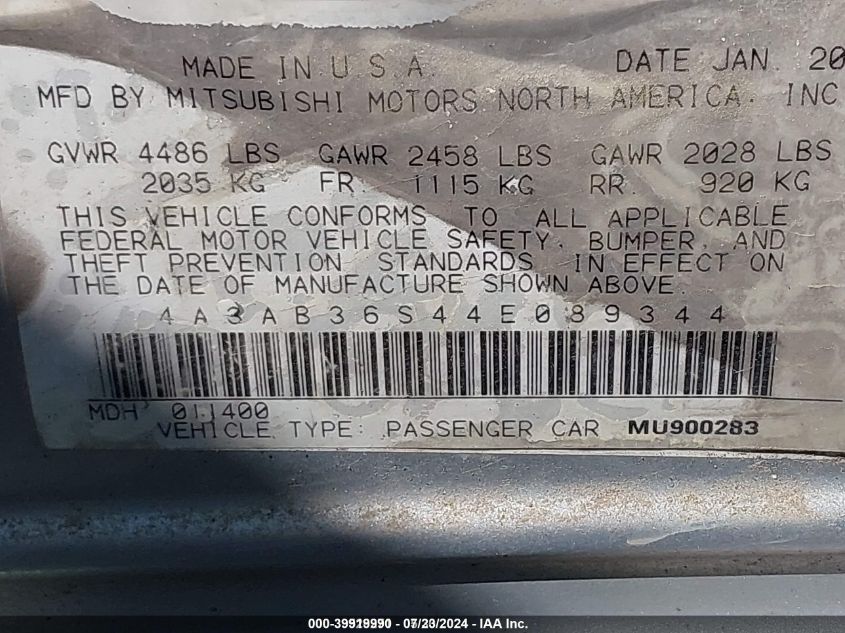 MADE IN U.S.A. DATE JAN. 20
MFD BY MITSUBISHI MOTORS NORTH AMERICA. INC
GVWR 4486 LBS GAWR 2458 LBS GAWR 2028 LBS
2035 KG FR. 1115 KG RR. 920 KG
THIS VEHICLE CONFORMS TO ALL APPLICABLE
FEDERAL MOTOR VEHICLE SAFETY, BUMPER, AND
THEFT PREVENTION STANDARDS IN EFFECT ON
THE DATE OF MANUFACTURE SHOWN ABOVE.
4A3AB36S44E089344
MDH 011400
VEHICLE TYPE: PASSENGER CAR MU900283
- IAA Inc.